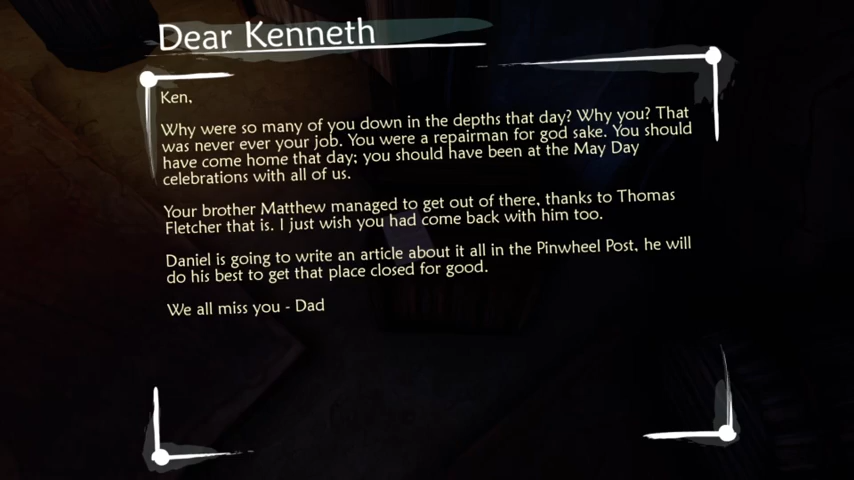 Dear Kenneth
Ken,
Why were so many of you down in the depths that day? Why you? That
was never ever your job. You were a repairman for god sake. You should
have come home that day; you should have been at the May Day
celebrations with all of us.
Your brother Matthew managed to get out of there, thanks to Thomas
Fletcher that is. I just wish you had come back with him too.
Daniel is going to write an article about it all in the Pinwheel Post, he will
do his best to get that place closed for good.
We all miss you - Dad